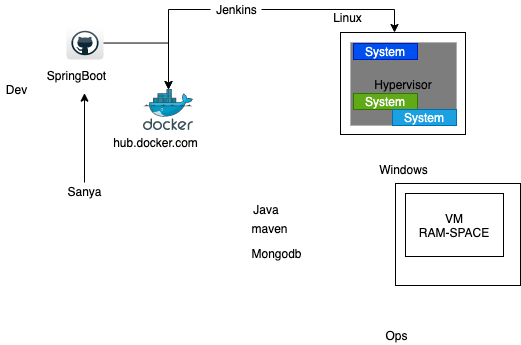 Jenkins
Linux
System
SpringBoot
Hypervisor
Dev
System
docker
System
hub.docker.com
Windows
Sanya
Java
VM
RAM-SPACE
maven
Mongodb
Ops